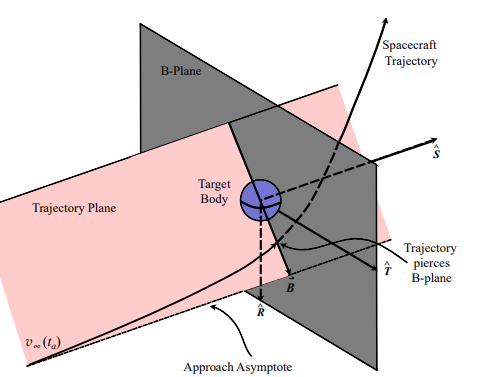 Spacecraft
Trajectory
B-Plane
Ŝ
Target
Body
Trajectory Plane
Trajectory
pierces
B-plane
T̂
B⃗
R̂
v∞(tₐ)
Approach Asymptote